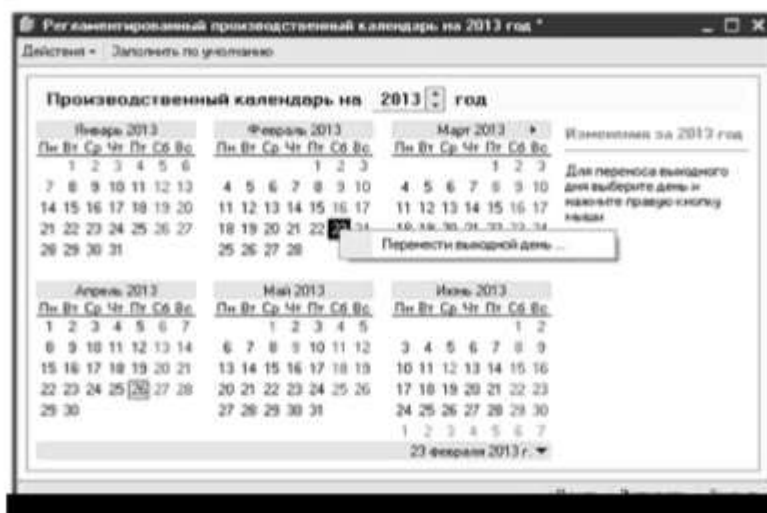 Регламентированный производственный календарь на 2013 год *
Действия Заполнить по умолчанию
Производственный календарь на 2013 год
Январь 2013 Февраль 2013 Март 2013
Изменения за 2013 год
Пн Вт Ср Чт Пт Сб Вс Пн Вт Ср Чт Пт Сб Вс Пн Вт Ср Чт Пт Сб Вс
1 2 3 4 5 6 1 2 3 1 2 3
Для переноса выходного
7 8 9 10 11 12 13 4 5 6 7 8 9 10 4 5 6 7 8 9 10
дня выберите день и
14 15 16 17 18 19 20 11 12 13 14 15 16 17 11 12 13 14 15 16 17
нажмите правую кнопку
мыши
21 22 23 24 25 26 27 18 19 20 21 22 23 24
Перенести выходной день ...
28 29 30 31 25 26 27 28
Апрель 2013 Май 2013 Июнь 2013
Пн Вт Ср Чт Пт Сб Вс Пн Вт Ср Чт Пт Сб Вс Пн Вт Ср Чт Пт Сб Вс
1 2 3 4 5 6 7 1 2 3 4 5 1 2
8 9 10 11 12 13 14 6 7 8 9 10 11 12 3 4 5 6 7 8 9
15 16 17 18 19 20 21 13 14 15 16 17 18 19 10 11 12 13 14 15 16
22 23 24 25 26 27 28 20 21 22 23 24 25 26 17 18 19 20 21 22 23
29 30 27 28 29 30 31 24 25 26 27 28 29 30
1 2 3 4 5 6 7
23 февраля 2013 г.